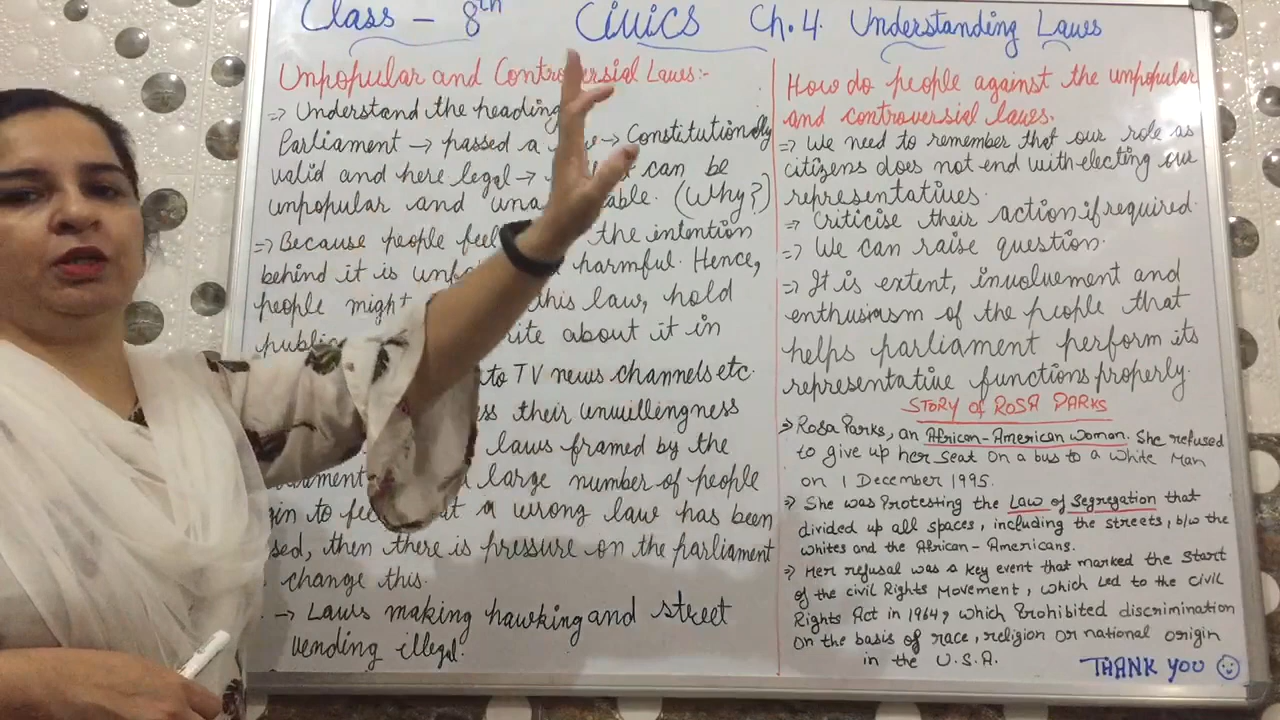 Class - 8th Civics Ch.4. Understanding Laws
Unpopular and Controversial Laws:-
=> Understand the heading
Parliament → passed a → Constitutionally
valid and here legal → can be
unpopular and (Why?)
=> Because people feel the intention
behind it is harmful. Hence,
people might this law, hold
public about it in
to TV news channels etc.
their unwillingness
laws framed by the
large number of people
to a wrong law has been
then there is pressure on the parliament
change this.
→ Laws making hawking and street
vending illegal.
How do people against the unpopular
and controversial laws.
=> We need to remember that our role as
citizens does not end with electing our
representatives.
=> Criticise their action if required.
=> We can raise question.
=> It is extent, involvement and
enthusiasm of the people that
helps parliament perform its
representative functions properly.
STORY of ROSA PARKS
=> Rosa Parks, an African-American woman. She refused
to give up her seat on a bus to a white man
on 1 December 1995.
=> She was Protesting the Law of Segregation that
divided up all spaces, including the streets, b/w the
whites and the African-Americans.
=> Her refusal was a key event that marked the start
of the civil Rights Movement, which led to the civil
Rights Act in 1964, which Prohibited discrimination
on the basis of race, religion or national origin
in the U.S.A.
THANK YOU